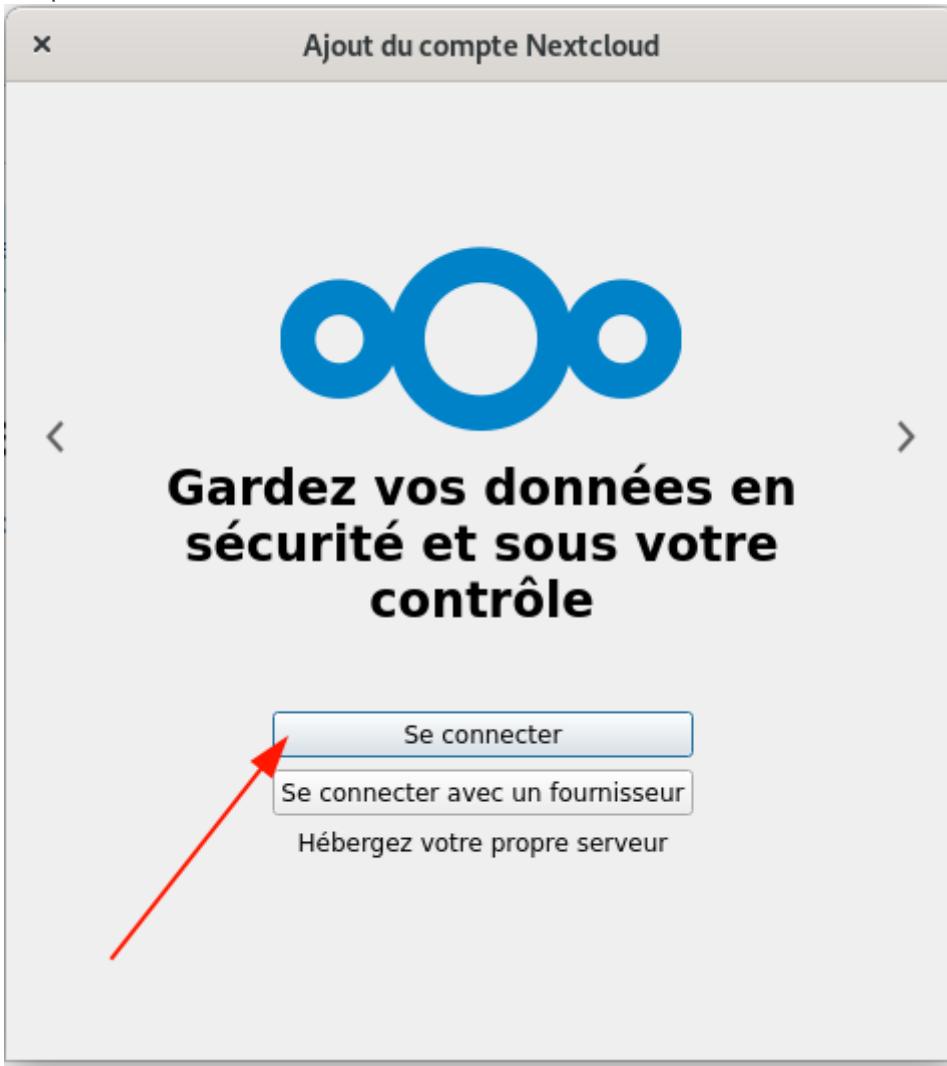 Ajout du compte Nextcloud
Gardez vos données en
sécurité et sous votre
contrôle
Se connecter
Se connecter avec un fournisseur
Hébergez votre propre serveur